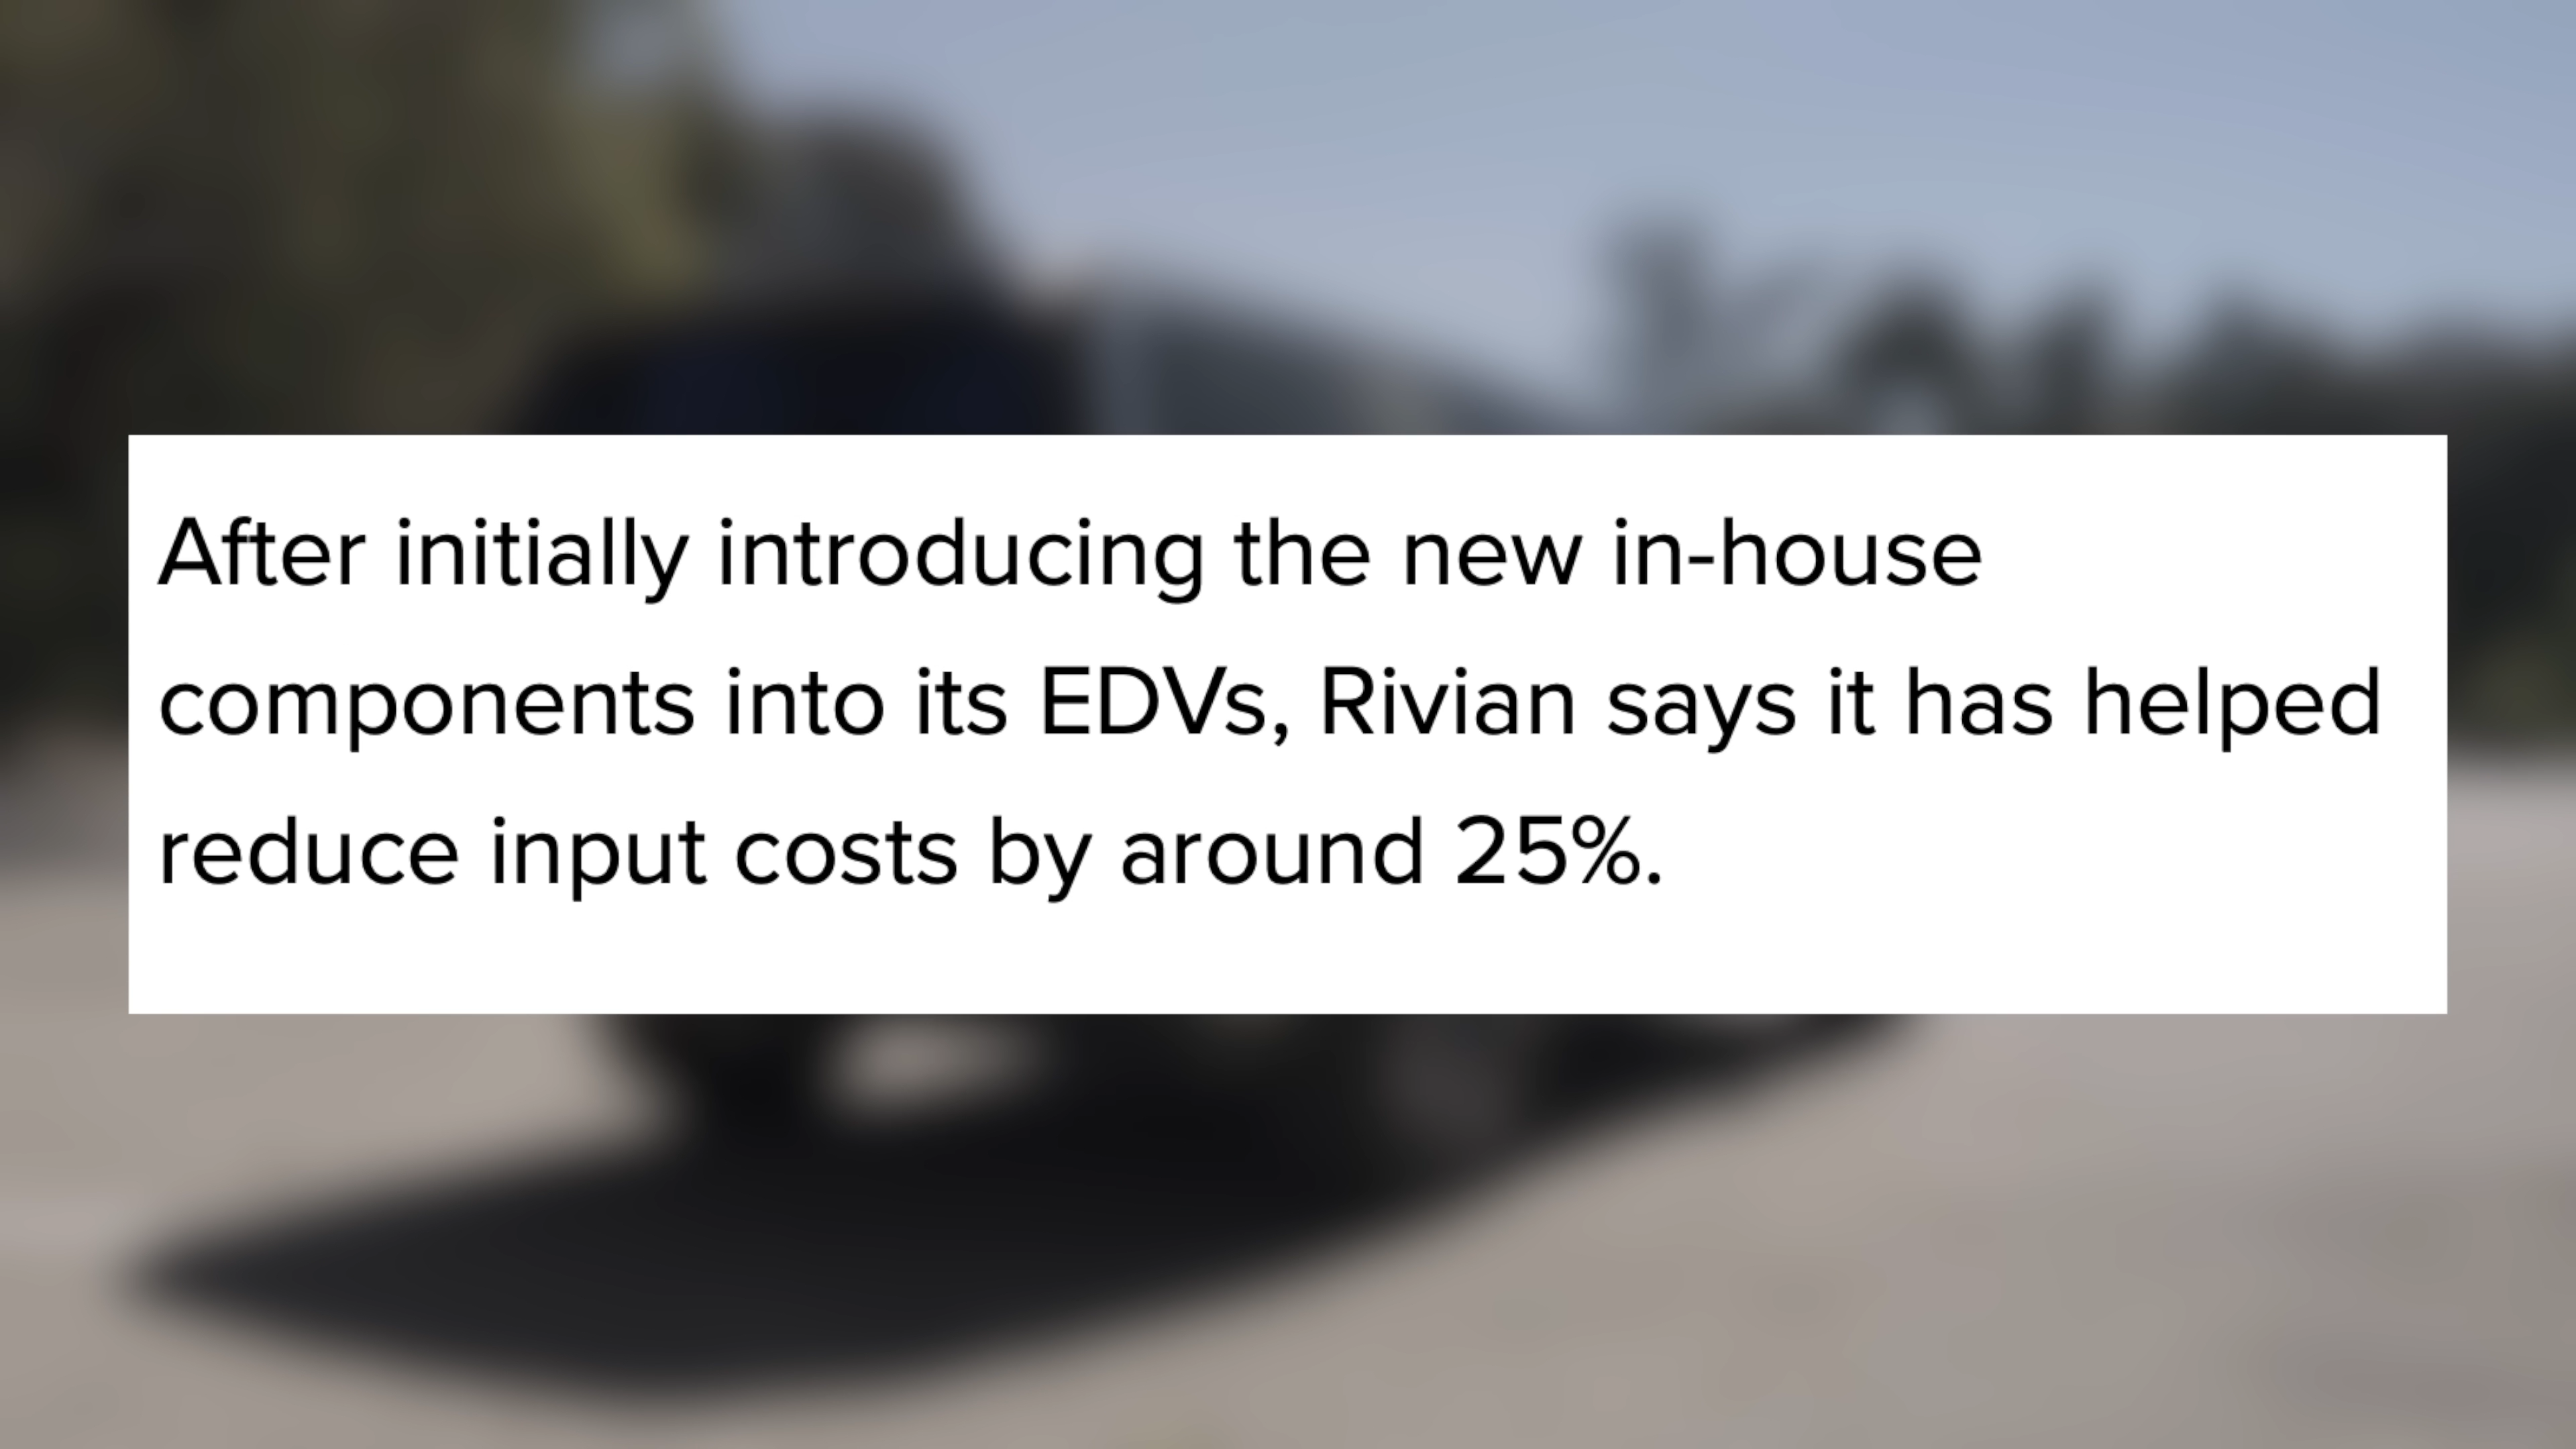 After initially introducing the new in-house
components into its EDVs, Rivian says it has helped
reduce input costs by around 25%.